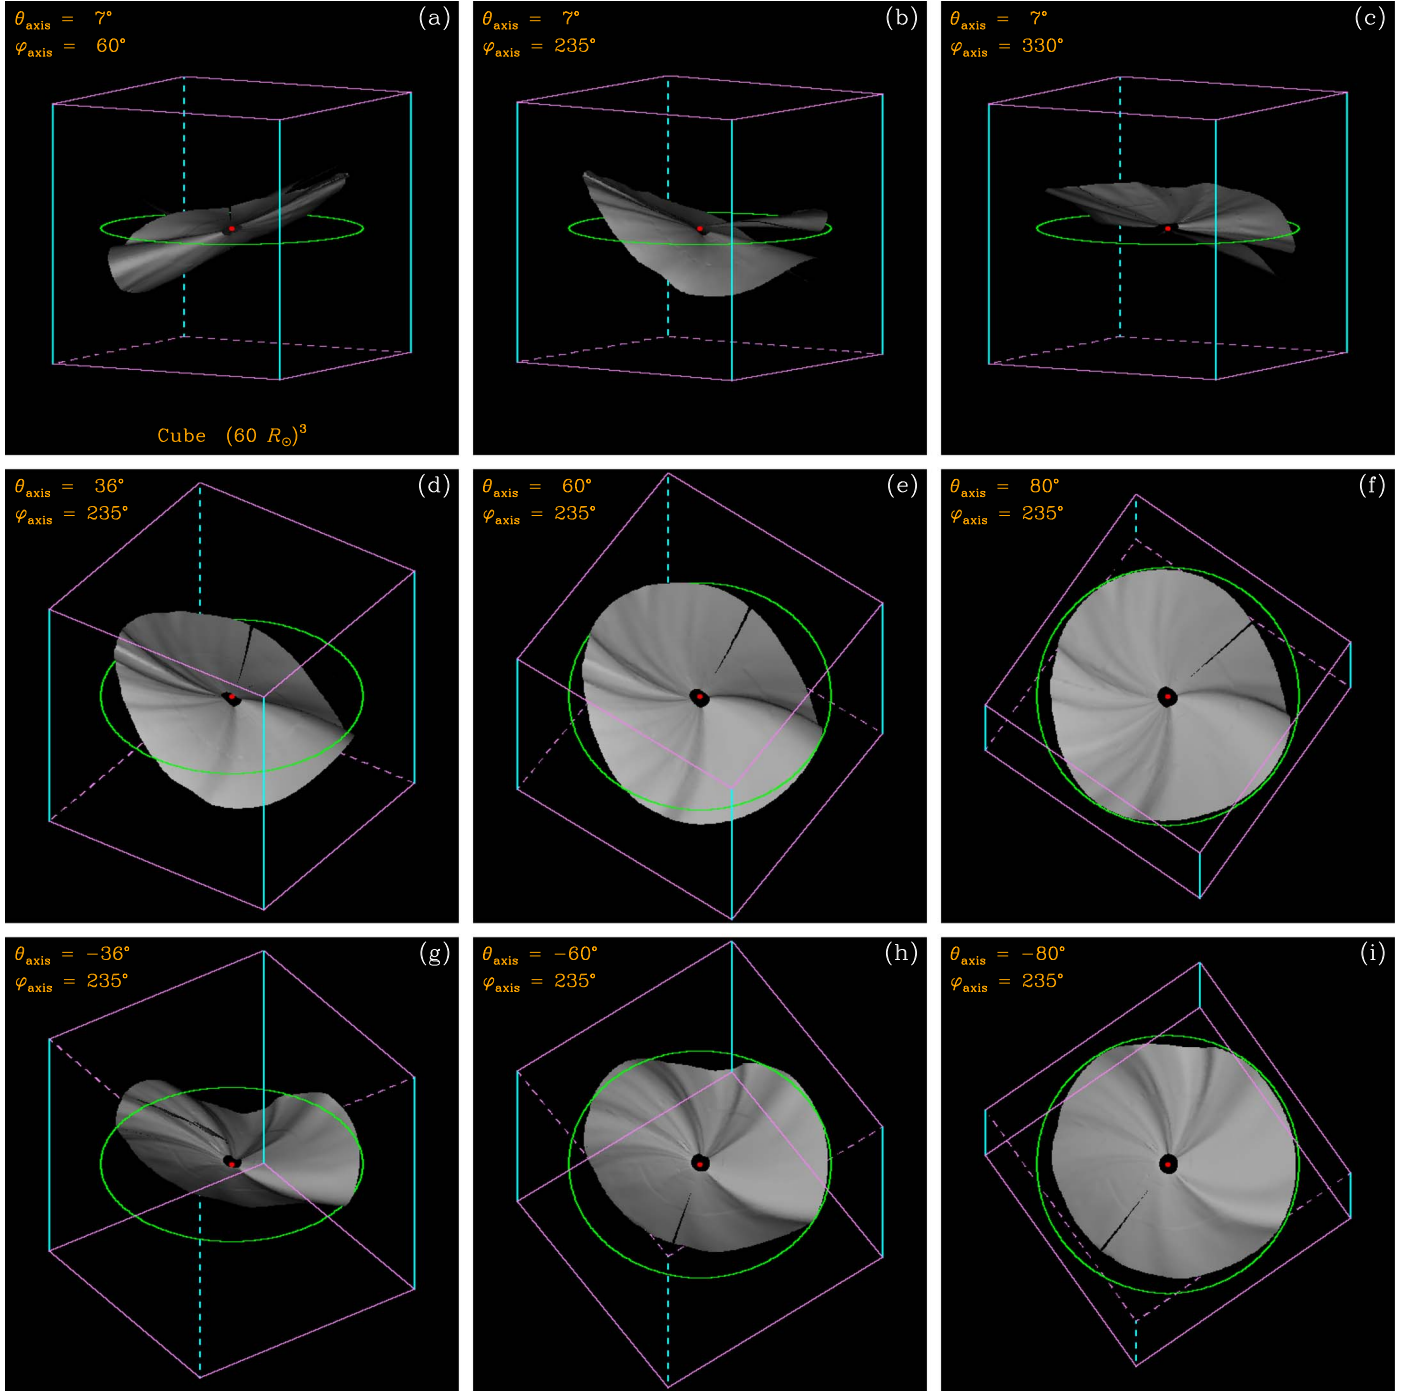 θaxis = 7° (a)
φaxis = 60°
Cube (60 R⊙)³
θaxis = 7° (b)
φaxis = 235°
θaxis = 7° (c)
φaxis = 330°
θaxis = 36° (d)
φaxis = 235°
θaxis = 60° (e)
φaxis = 235°
θaxis = 80° (f)
φaxis = 235°
θaxis = −36° (g)
φaxis = 235°
θaxis = −60° (h)
φaxis = 235°
θaxis = −80° (i)
φaxis = 235°